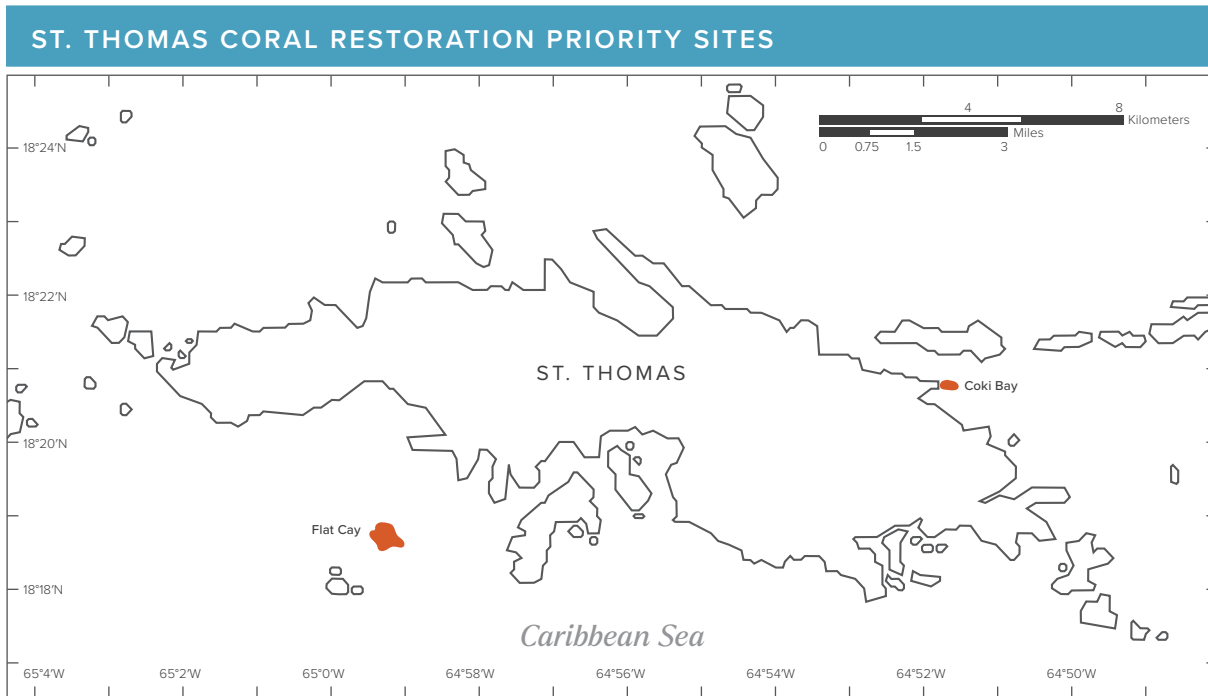 ST. THOMAS CORAL RESTORATION PRIORITY SITES
4 8
Kilometers
Miles
0 0.75 1.5 3
18°24'N
18°22'N
ST. THOMAS
Coki Bay
18°20'N
Flat Cay
18°18'N
Caribbean Sea
65°4'W 65°2'W 65°0'W 64°58'W 64°56'W 64°54'W 64°52'W 64°50'W